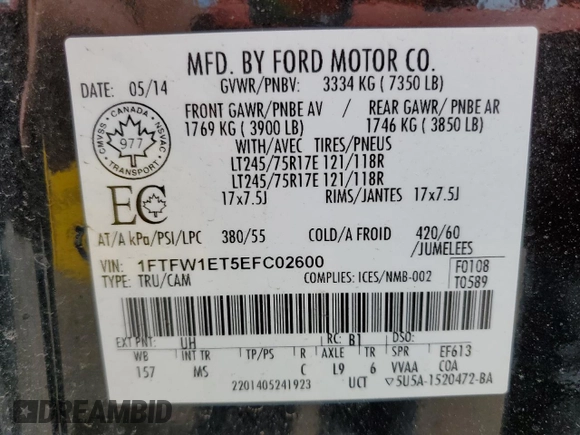 MFD. BY FORD MOTOR CO.
DATE: 05/14 GVWR/PNBV: 3334 KG ( 7350 LB)
FRONT GAWR/PNBE AV REAR GAWR/ PNBE AR
1769 KG ( 3900 LB) 1746 KG ( 3850 LB)
WITH/AVEC TIRES/PNEUS
LT245/75R17E 121/118R
LT245/75R17E 121/118R
17x7.5J RIMS/JANTES 17x7.5J
CMVSS CANADA NSVAC
977
TRANSPORT
EC
AT/A kPa/PSI/LPC 380/55 COLD/A FROID 420/60
/JUMELEES
VIN: 1FTFW1ET5EFC02600 F0108
TYPE: TRU/CAM COMPLIES: ICES/NMB-002 T0589
EXT PNT: UH RC: B1 DSO:
WB INT TR TP/PS R AX TR SPR EF613
157 MS C L9 6 VVAA COA
2201405241923 UCT ▽5U5A-1520472-BA
DREAMBID